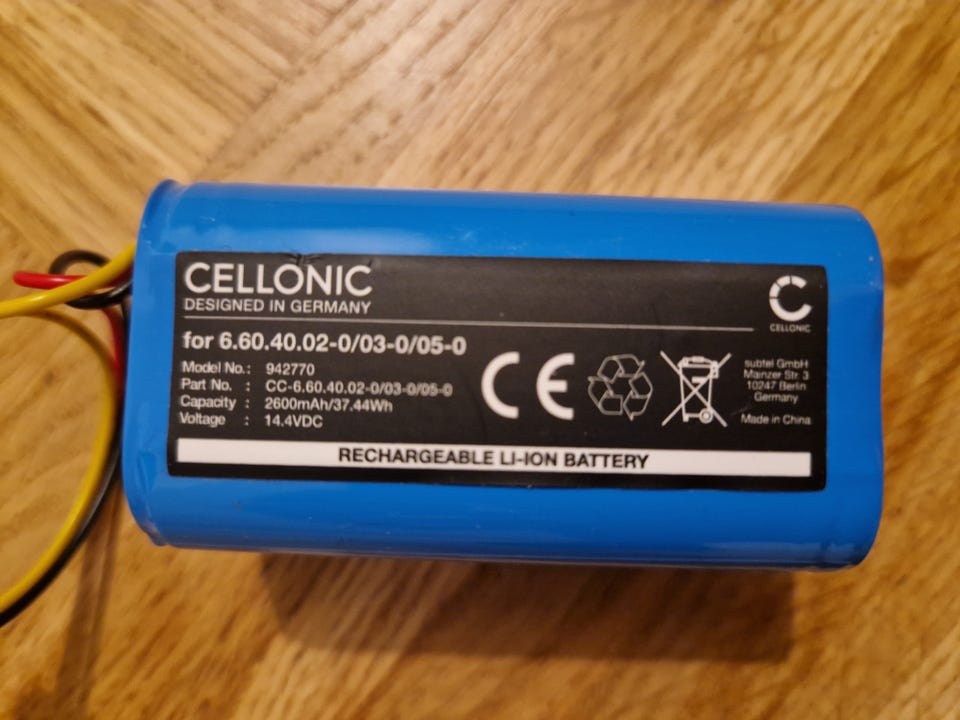 CELLONIC
DESIGNED IN GERMANY
CELLONIC
for 6.60.40.02-0/03-0/05-0
Model No.: 942770
Part No. : CC-6.60.40.02-0/03-0/05-0
Capacity : 2600mAh/37.44Wh
Voltage : 14.4VDC
CE
subtel GmbH
Mainzer Str. 3
10247 Berlin
Germany
Made in China
RECHARGEABLE LI-ION BATTERY